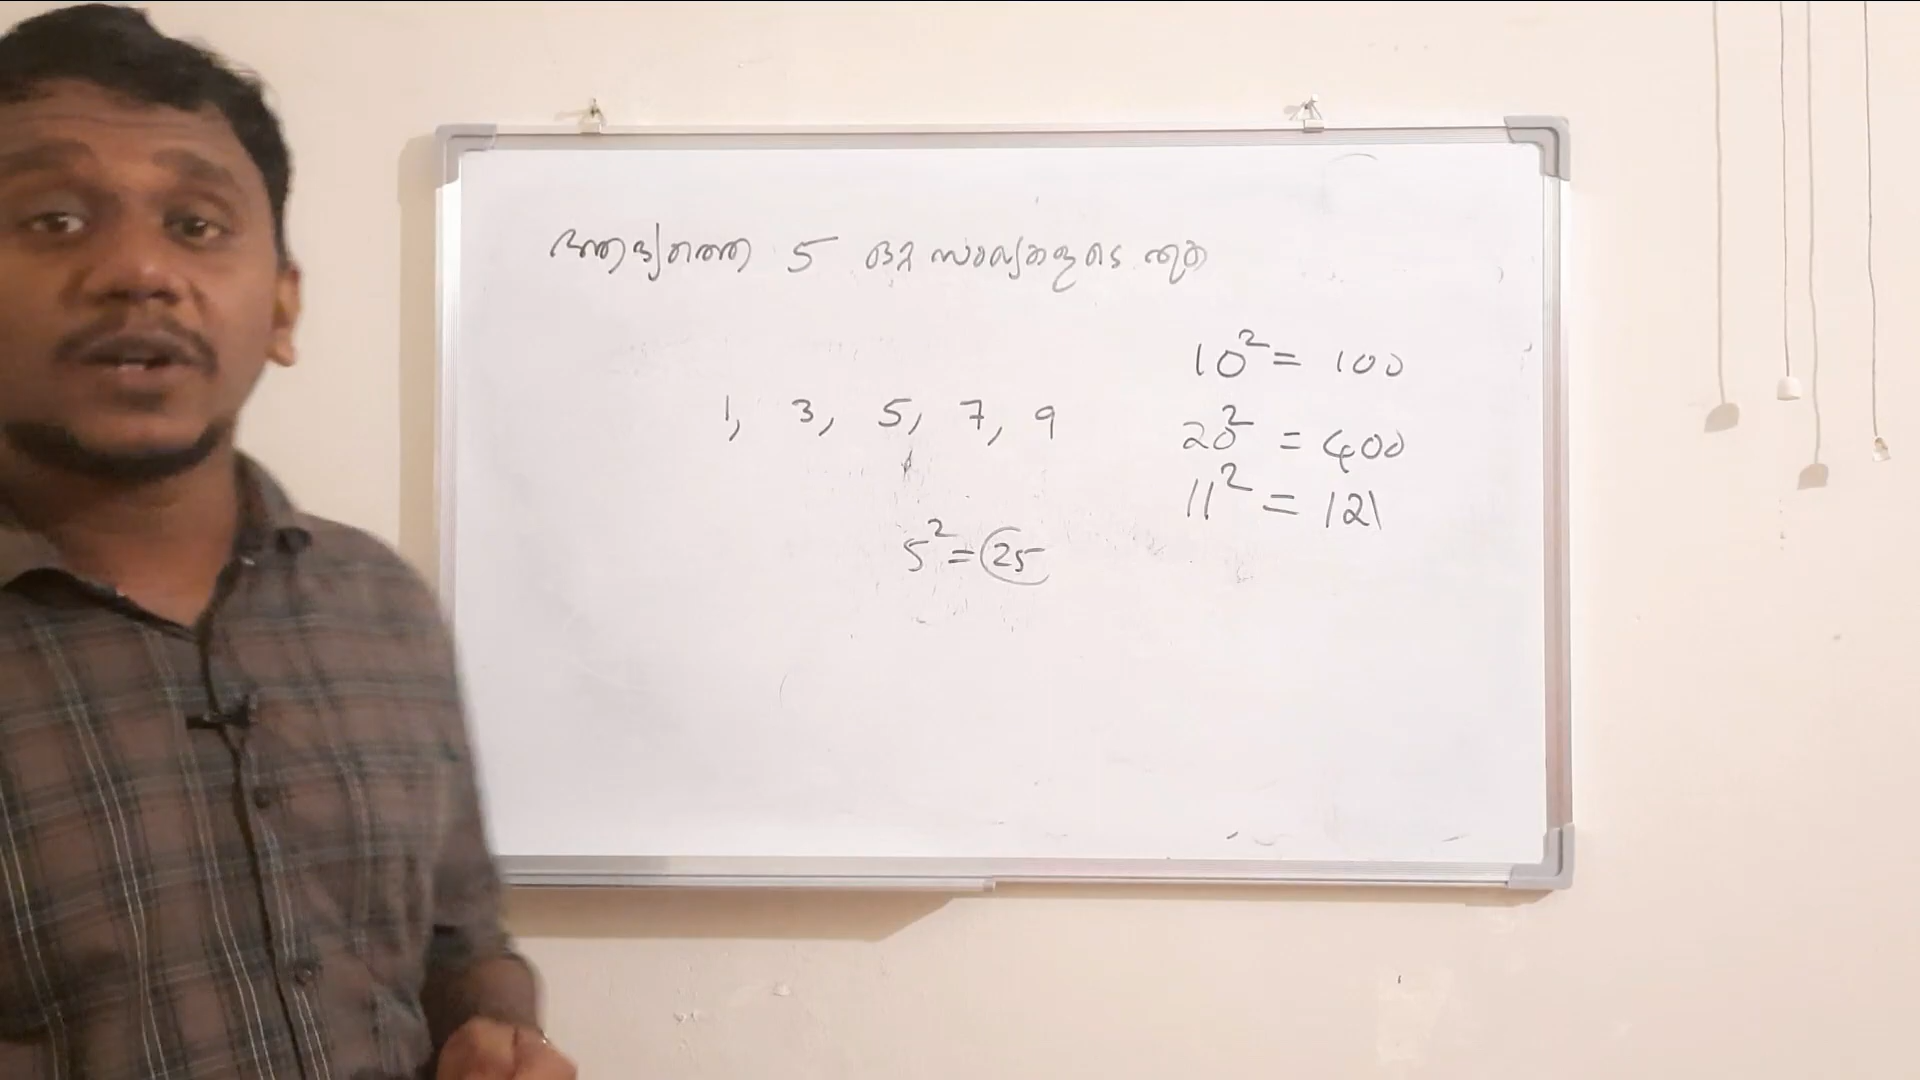 ആദ്യത്തെ 5 ഒറ്റ സംഖ്യകളുടെ തുക
1, 3, 5, 7, 9
5² = 25
10² = 100
20² = 400
11² = 121